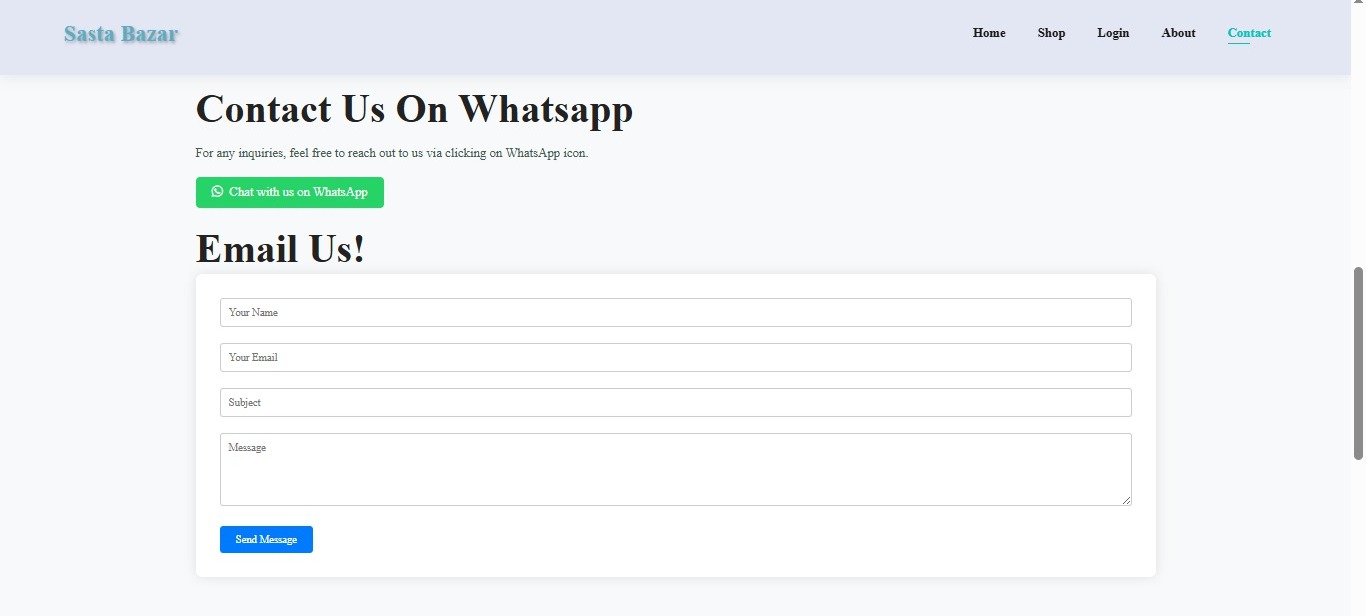 Sasta Bazar
Home Shop Login About Contact
Contact Us On Whatsapp
For any inquiries, feel free to reach out to us via clicking on WhatsApp icon.
Chat with us on WhatsApp
Email Us!
Your Name
Your Email
Subject
Message
Send Message